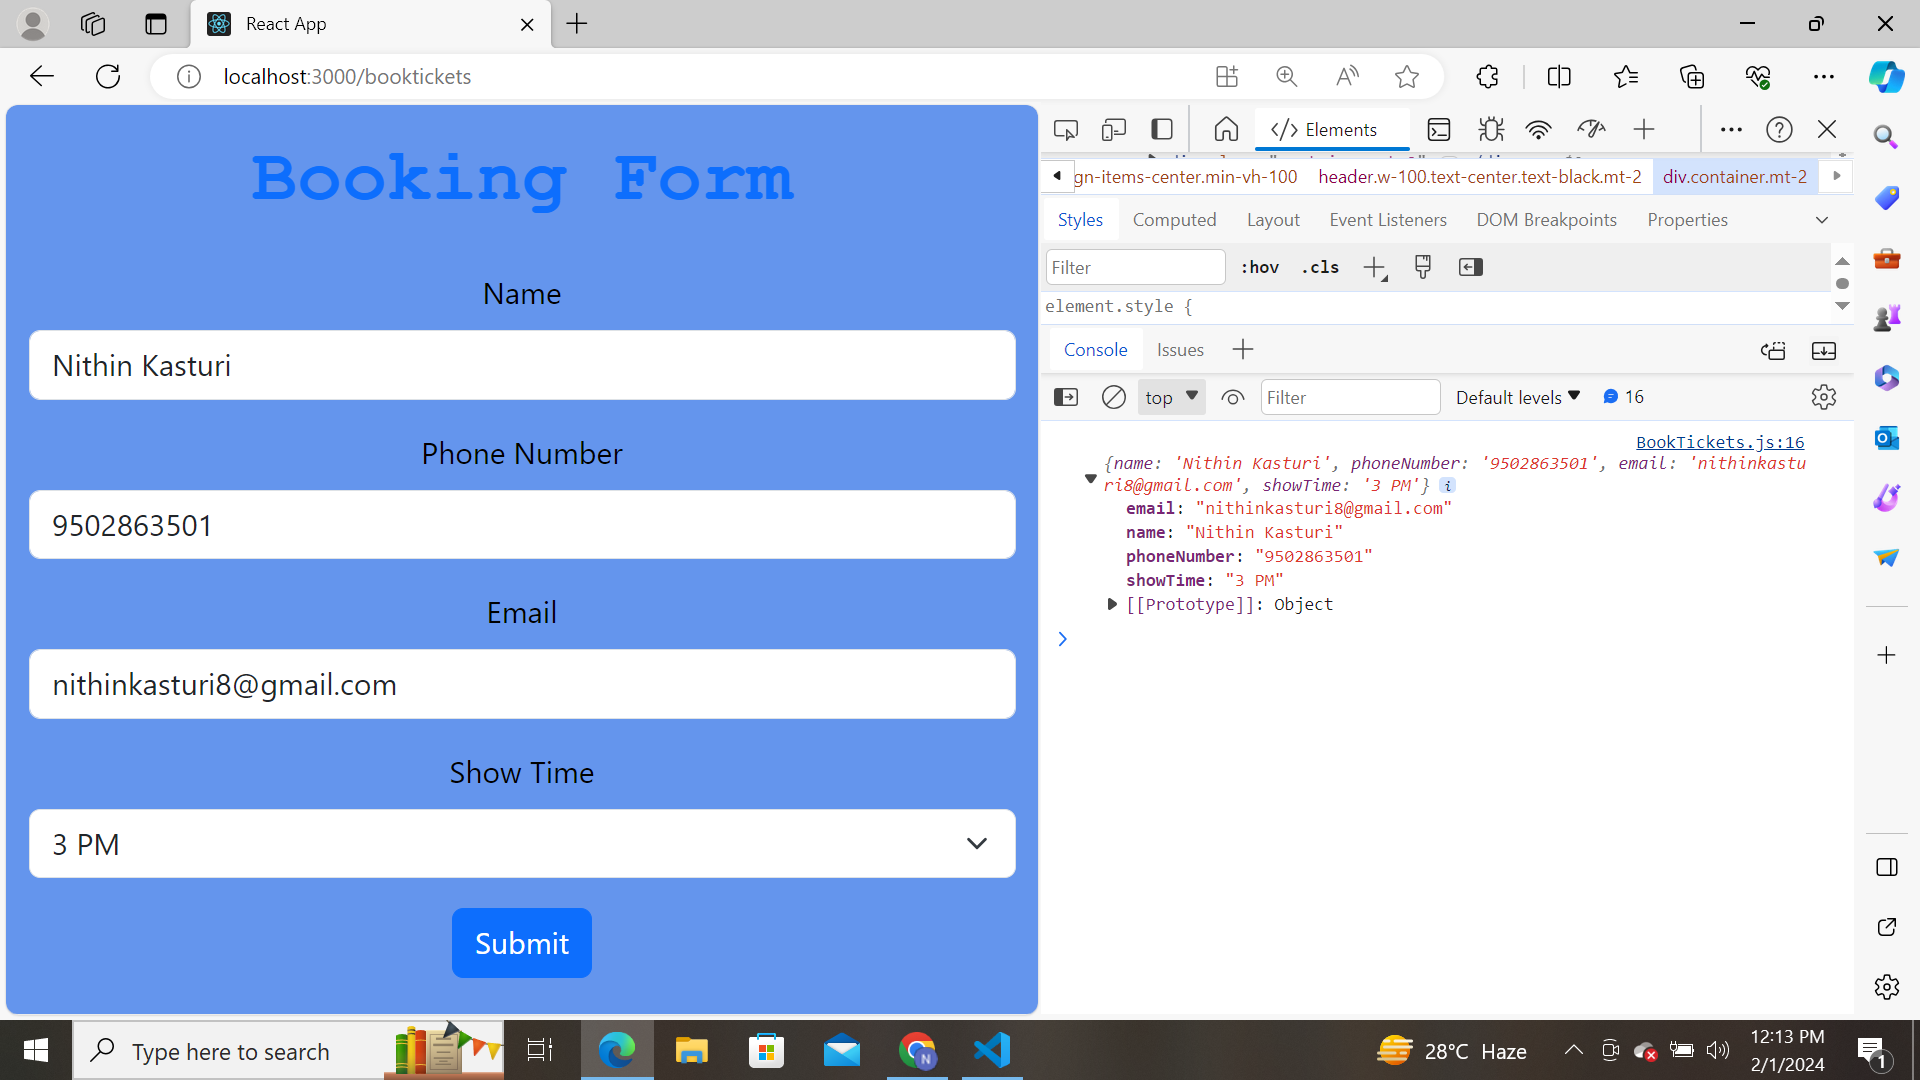 React App
localhost:3000/booktickets
Booking Form
Name
Nithin Kasturi
Phone Number
9502863501
Email
nithinkasturi8@gmail.com
Show Time
3 PM
Submit
Elements
gn-items-center.min-vh-100 header.w-100.text-center.text-black.mt-2 div.container.mt-2
Styles Computed Layout Event Listeners DOM Breakpoints Properties
Filter :hov .cls
element.style {
Console Issues
top Filter Default levels 16
BookTickets.js:16
{name: 'Nithin Kasturi', phoneNumber: '9502863501', email: 'nithinkastu
ri8@gmail.com', showTime: '3 PM'} i
email: "nithinkasturi8@gmail.com"
name: "Nithin Kasturi"
phoneNumber: "9502863501"
showTime: "3 PM"
[[Prototype]]: Object
Type here to search
N
28°C Haze
12:13 PM
2/1/2024
1